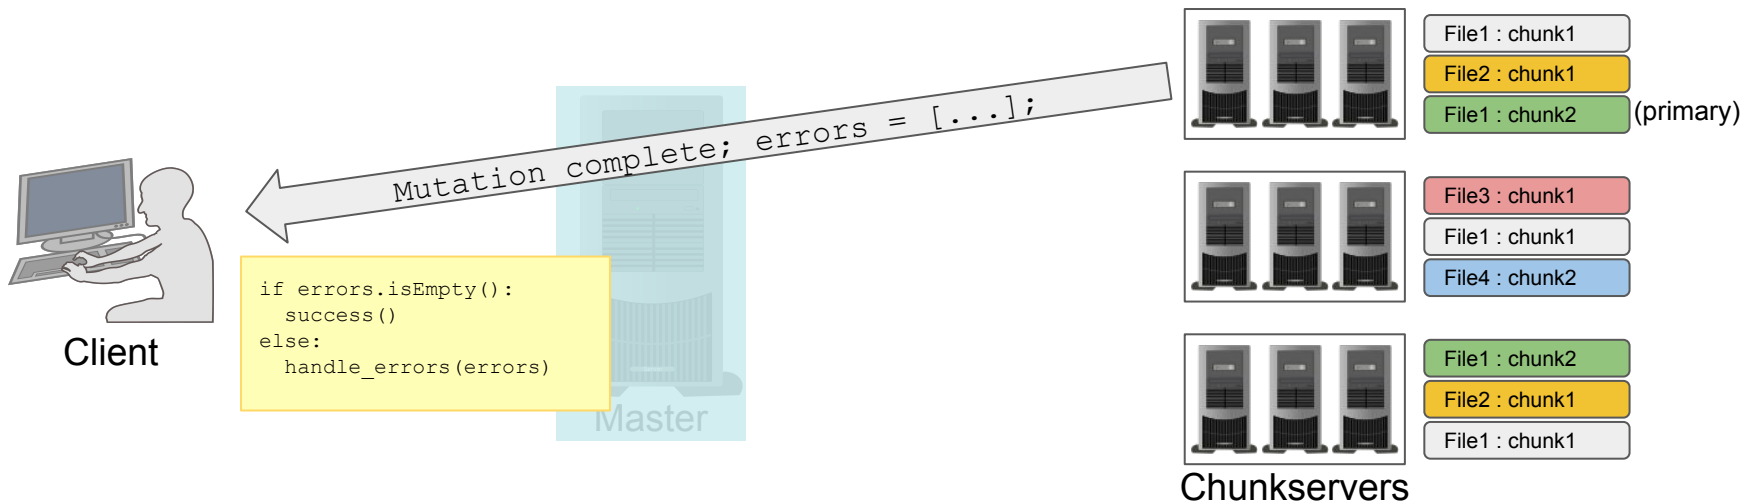 File1 : chunk1
File2 : chunk1
File1 : chunk2
(primary)
Mutation complete; errors = [...];
File3 : chunk1
File1 : chunk1
File4 : chunk2
if errors.isEmpty():
  success()
else:
  handle_errors(errors)
Client
Master
File1 : chunk2
File2 : chunk1
File1 : chunk1
Chunkservers